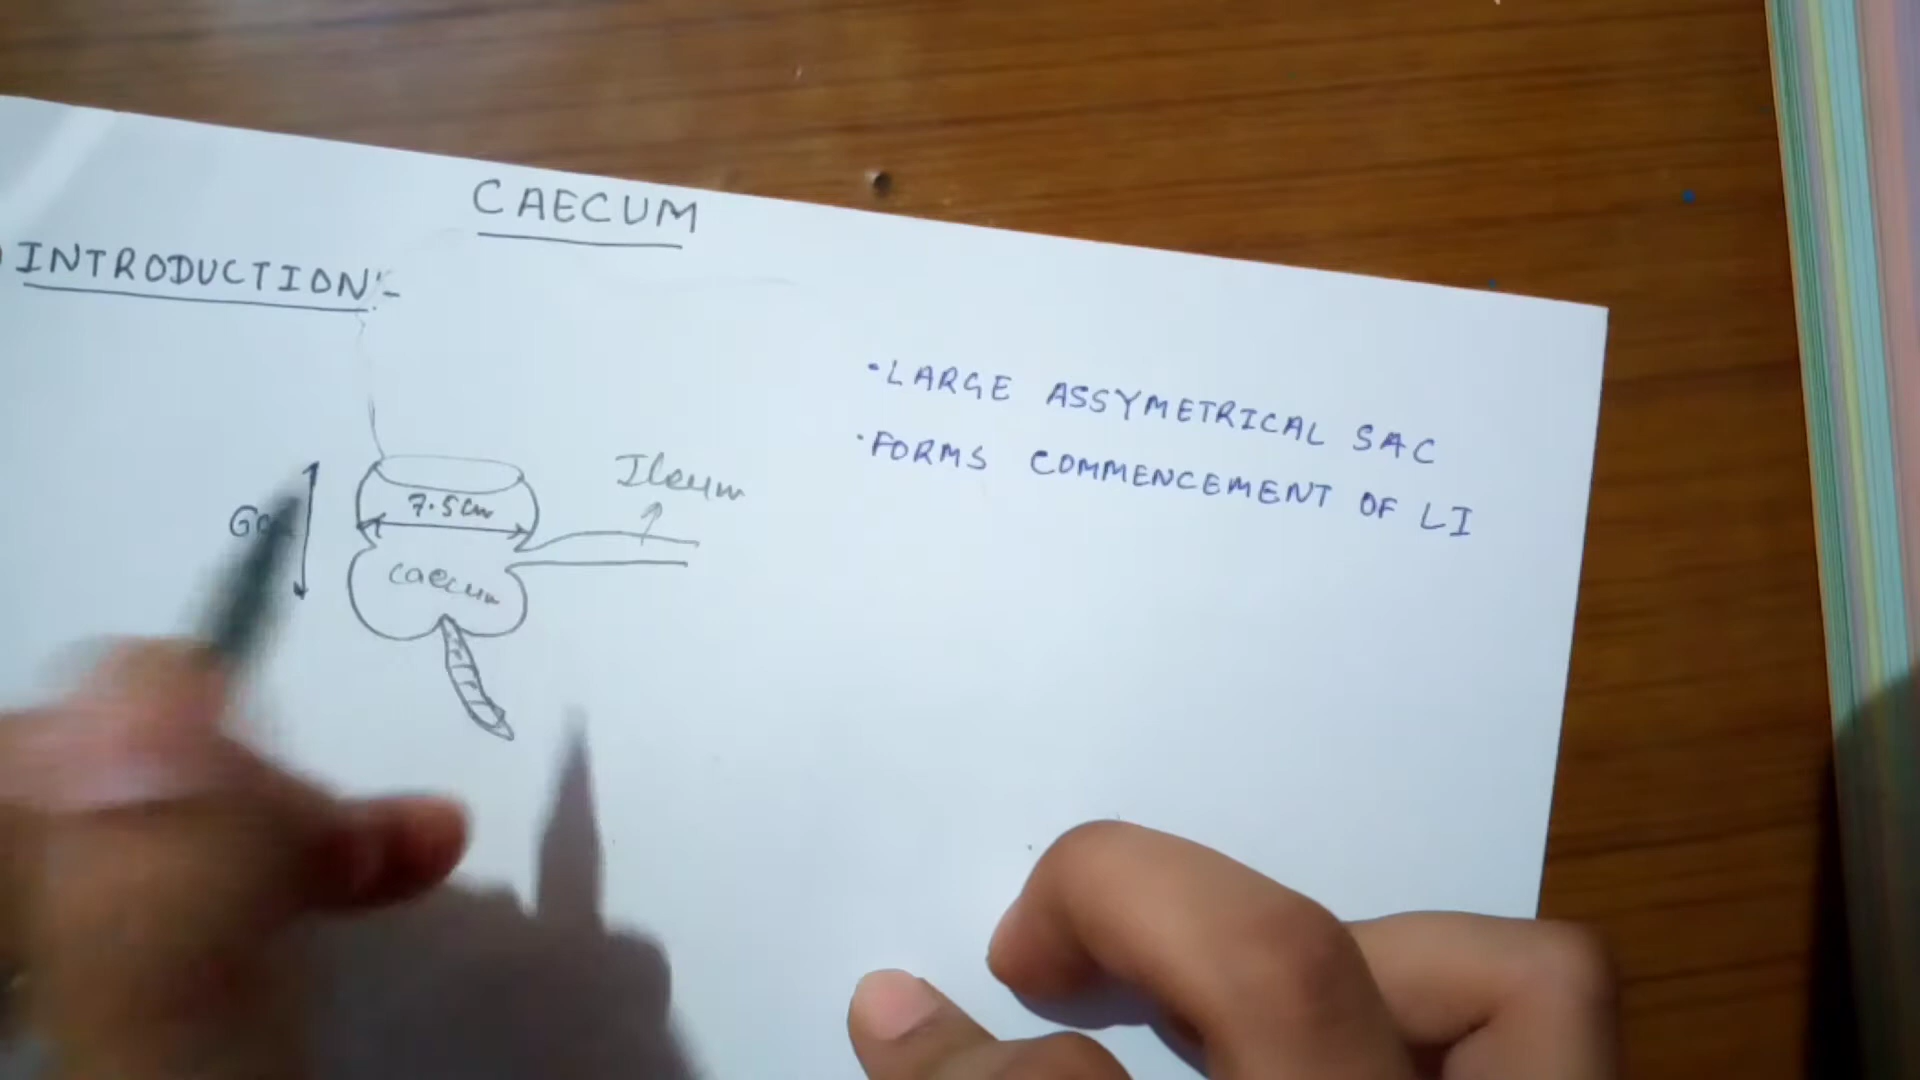 CAECUM
INTRODUCTION:-
• LARGE ASSYMETRICAL SAC
• FORMS COMMENCEMENT OF LI
Ileum
7.5cm
caecum